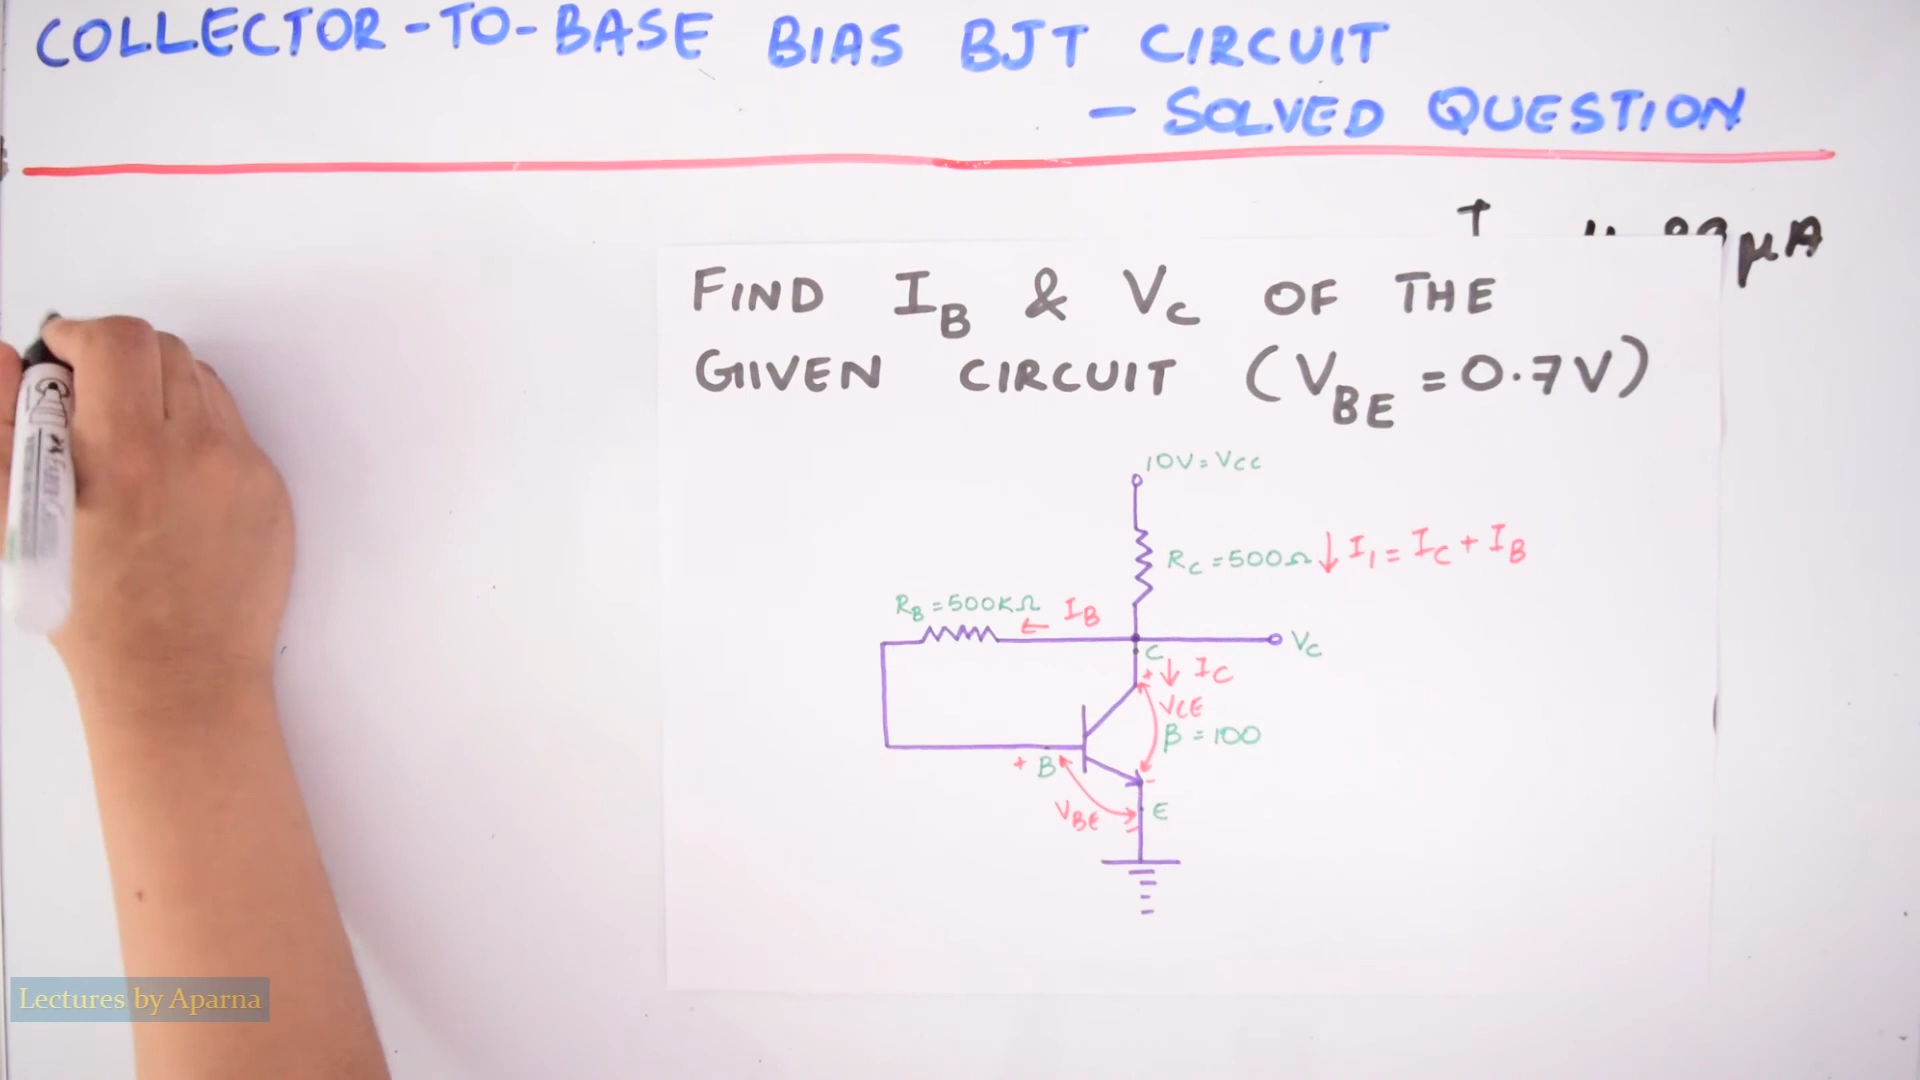 COLLECTOR-TO-BASE BIAS BJT CIRCUIT
- SOLVED QUESTION
μA
FIND IB & VC OF THE
GIVEN CIRCUIT (VBE = 0.7V)
10V = VCC
RC = 500Ω ↓ I1 = IC + IB
RB = 500KΩ ← IB
VC
C
+ ↓ IC
VCE
β = 100
+ B
-
VBE
E
-
Lectures by Aparna